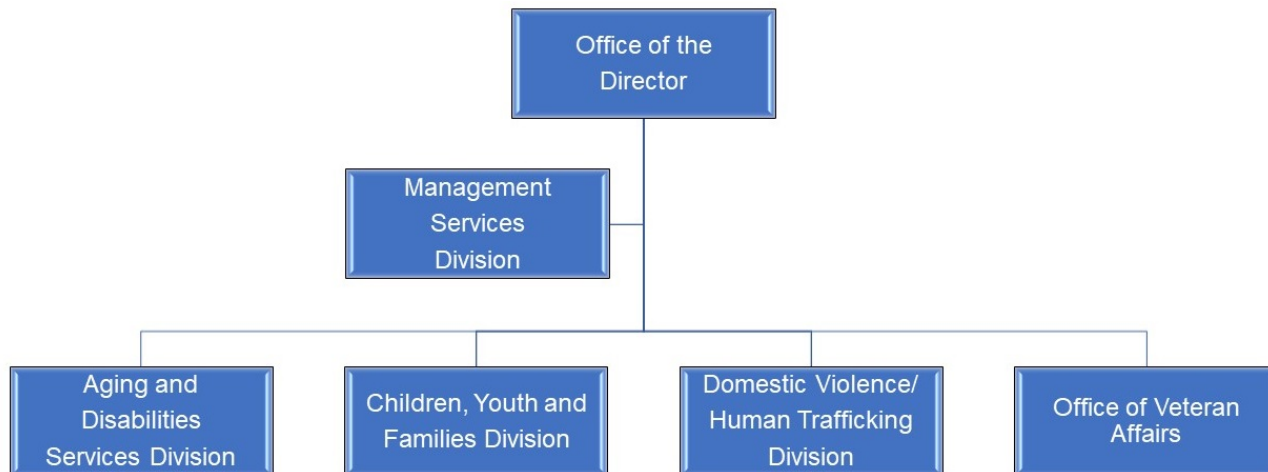 Office of the
Director
Management
Services
Division
Aging and
Disabilities
Services Division
Children, Youth and
Families Division
Domestic Violence/
Human Trafficking
Division
Office of Veteran
Affairs